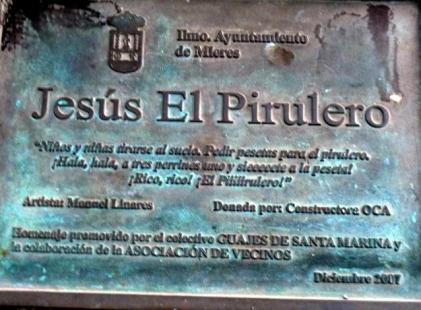 Ilmo. Ayuntamiento
de Mieres
Jesús El Pirulero
"Niños y niñas tirarse al suelo. Pedir pesetas para el pirulero.
¡Hala, hala, a tres perrines uno y sieeecete a la peseta!
¡Rico, rico! ¡El Piiiirulero!"
Artista: Manuel Linares
Donada por: Constructora OCA
Homenaje promovido por el colectivo GUAJES DE SANTA MARINA y
la colaboración de la ASOCIACIÓN DE VECINOS
Diciembre 2007